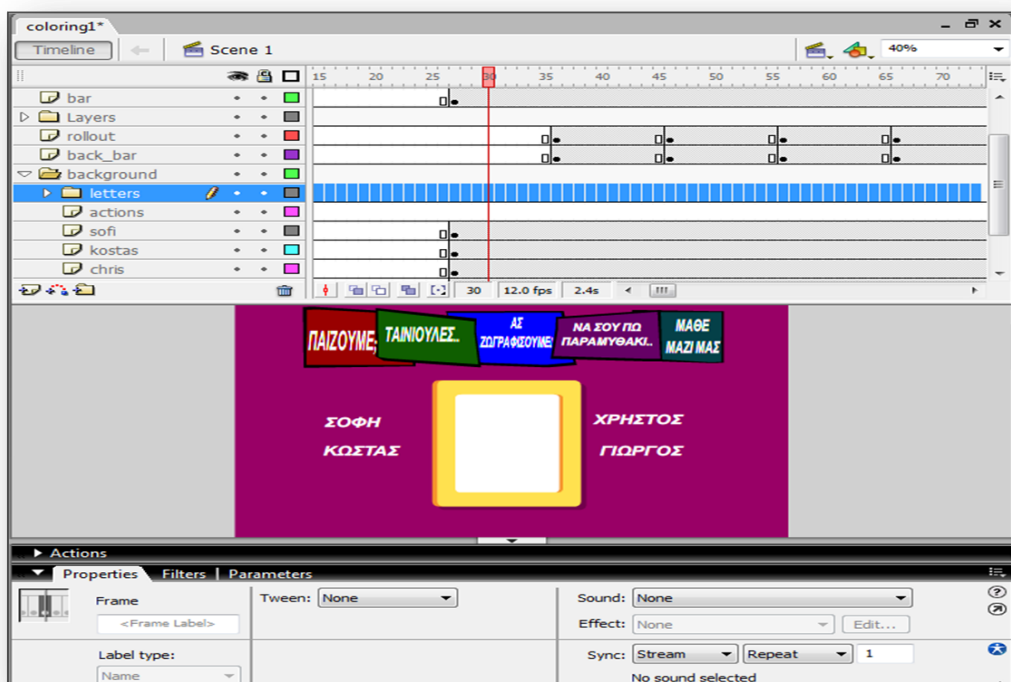 coloring1*
Timeline Scene 1 40%
15 20 25 30 35 40 45 50 55 60 65 70
bar
Layers
rollout
back_bar
background
letters
actions
sofi
kostas
chris
30 12.0 fps 2.4s
ΠΑΙΖΟΥΜΕ;
ΤΑΙΝΙΟΥΛΕΣ..
ΑΣ
ΖΩΓΡΑΦΙΣΟΥΜΕ!
ΝΑ ΣΟΥ ΠΩ
ΠΑΡΑΜΥΘΑΚΙ..
ΜΑΘΕ
ΜΑΖΙ ΜΑΣ
ΣΟΦΗ
ΚΩΣΤΑΣ
ΧΡΗΣΤΟΣ
ΓΙΩΡΓΟΣ
Actions
Properties Filters | Parameters
Frame
<Frame Label>
Label type:
Name
Tween: None
Sound: None
Effect: None Edit...
Sync: Stream Repeat 1
No sound selected